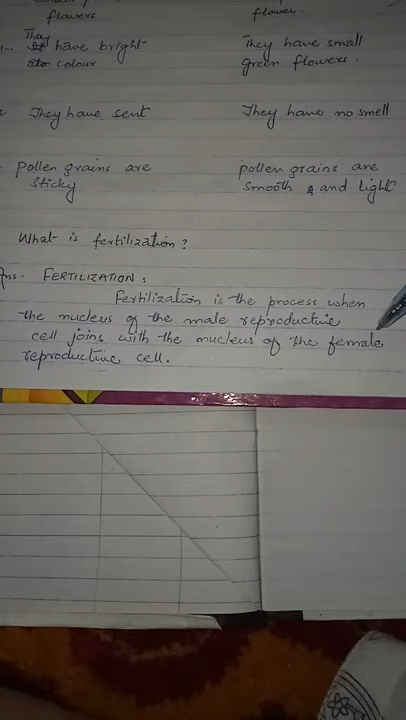 flowers flower.
They have bright They have small
colour green flowers.
They have sent They have no smell
Pollen grains are pollen grains are
sticky smooth and light
What is fertilization?
Ans. FERTILIZATION:
Fertilization is the process when
the nucleus of the male reproductive
cell joins with the nucleus of the female
reproductive cell.